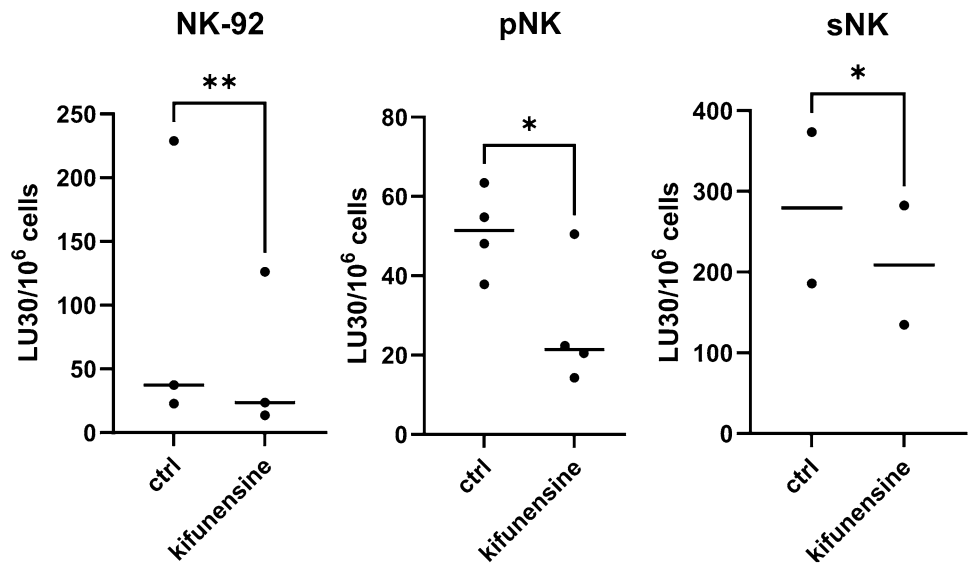 NK-92
**
250
200
150
100
50
0
LU30/10⁶ cells
ctrl
kifunensine
pNK
*
80
60
40
20
0
LU30/10⁶ cells
ctrl
kifunensine
sNK
*
400
300
200
100
0
LU30/10⁶ cells
ctrl
kifunensine